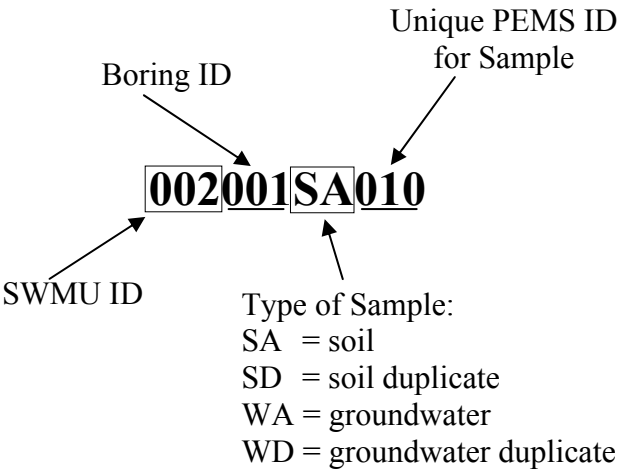 Unique PEMS ID
for Sample
Boring ID
002001SA010
SWMU ID
Type of Sample:
SA = soil
SD = soil duplicate
WA = groundwater
WD = groundwater duplicate